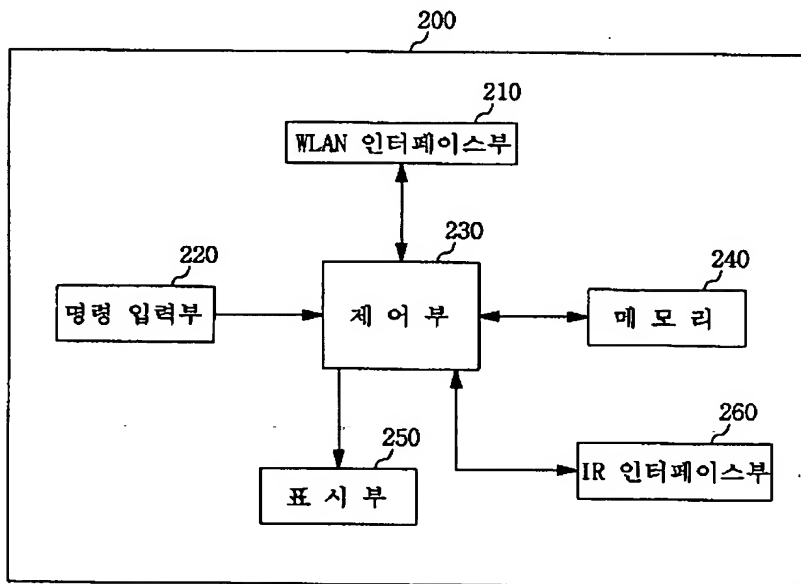 200
210
WLAN 인터페이스부
220
명령 입력부
230
제 어 부
240
메 모 리
250
표 시 부
260
IR 인터페이스부